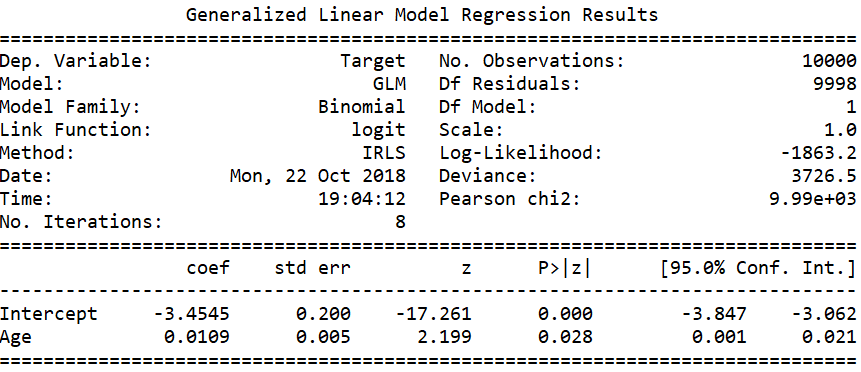 Generalized Linear Model Regression Results
==============================================================================
Dep. Variable: Target No. Observations: 10000
Model: GLM Df Residuals: 9998
Model Family: Binomial Df Model: 1
Link Function: logit Scale: 1.0
Method: IRLS Log-Likelihood: -1863.2
Date: Mon, 22 Oct 2018 Deviance: 3726.5
Time: 19:04:12 Pearson chi2: 9.99e+03
No. Iterations: 8
==============================================================================
coef std err z P>|z| [95.0% Conf. Int.]
------------------------------------------------------------------------------
Intercept -3.4545 0.200 -17.261 0.000 -3.847 -3.062
Age 0.0109 0.005 2.199 0.028 0.001 0.021
==============================================================================